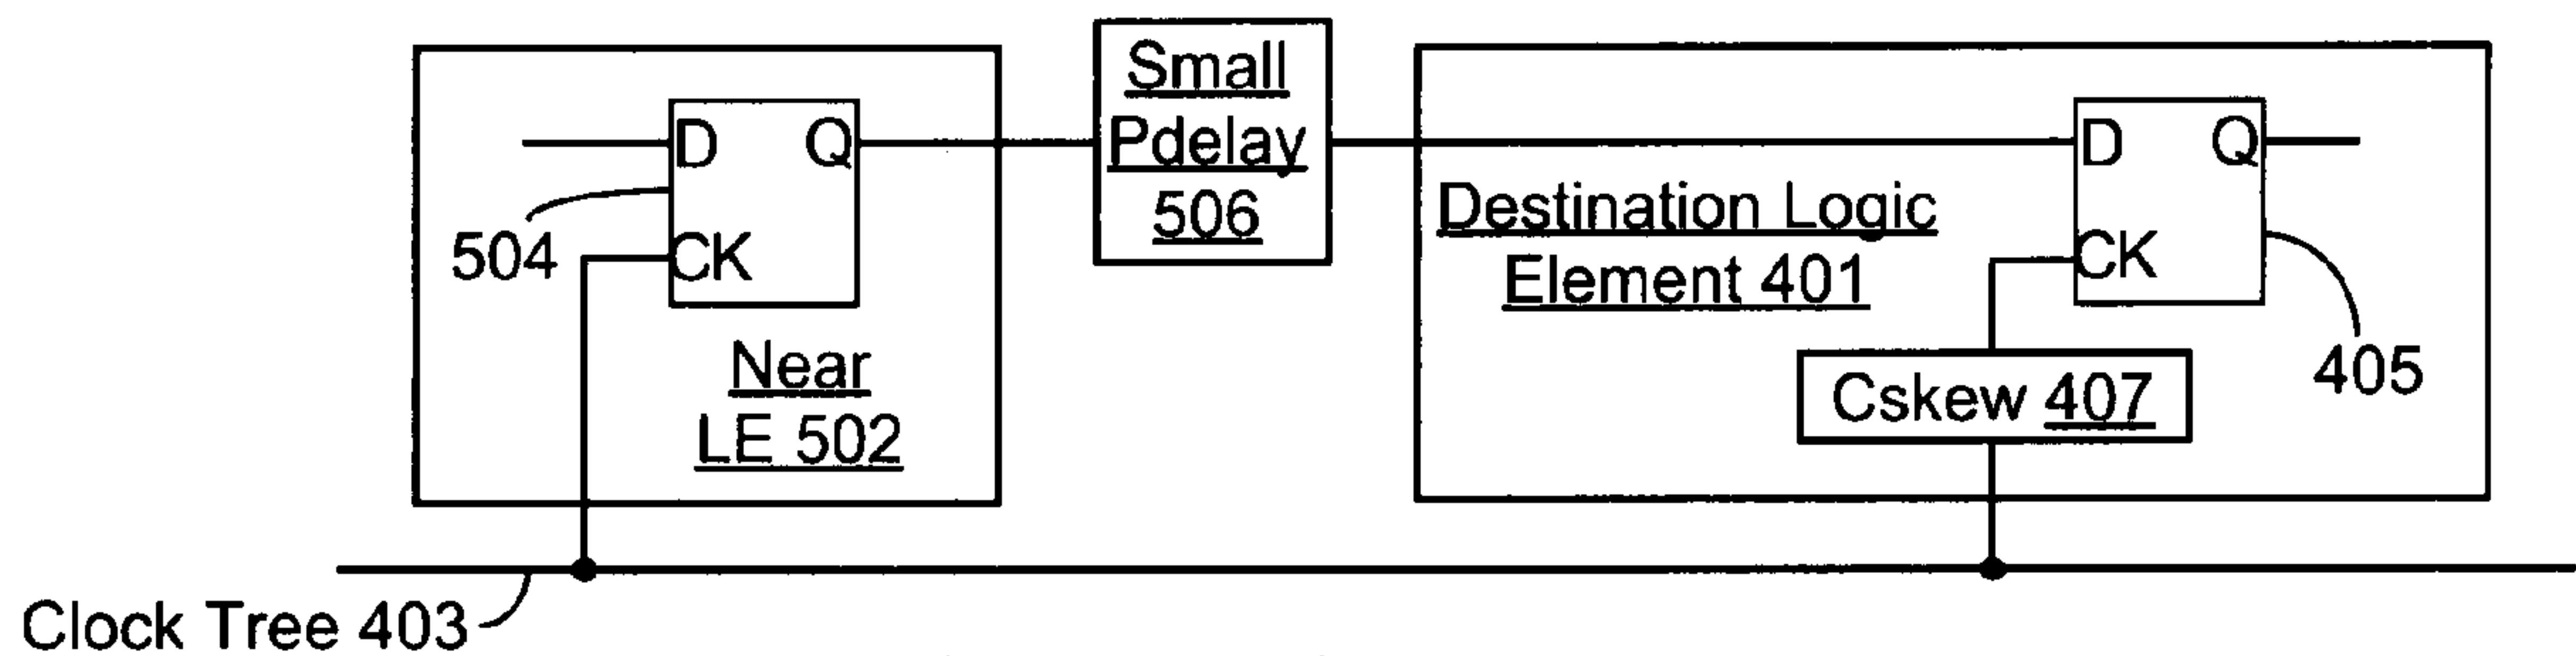 Small
Pdelay
506
D Q
CK
504
Near
LE 502
Destination Logic
Element 401
D Q
CK
405
Cskew 407
Clock Tree 403